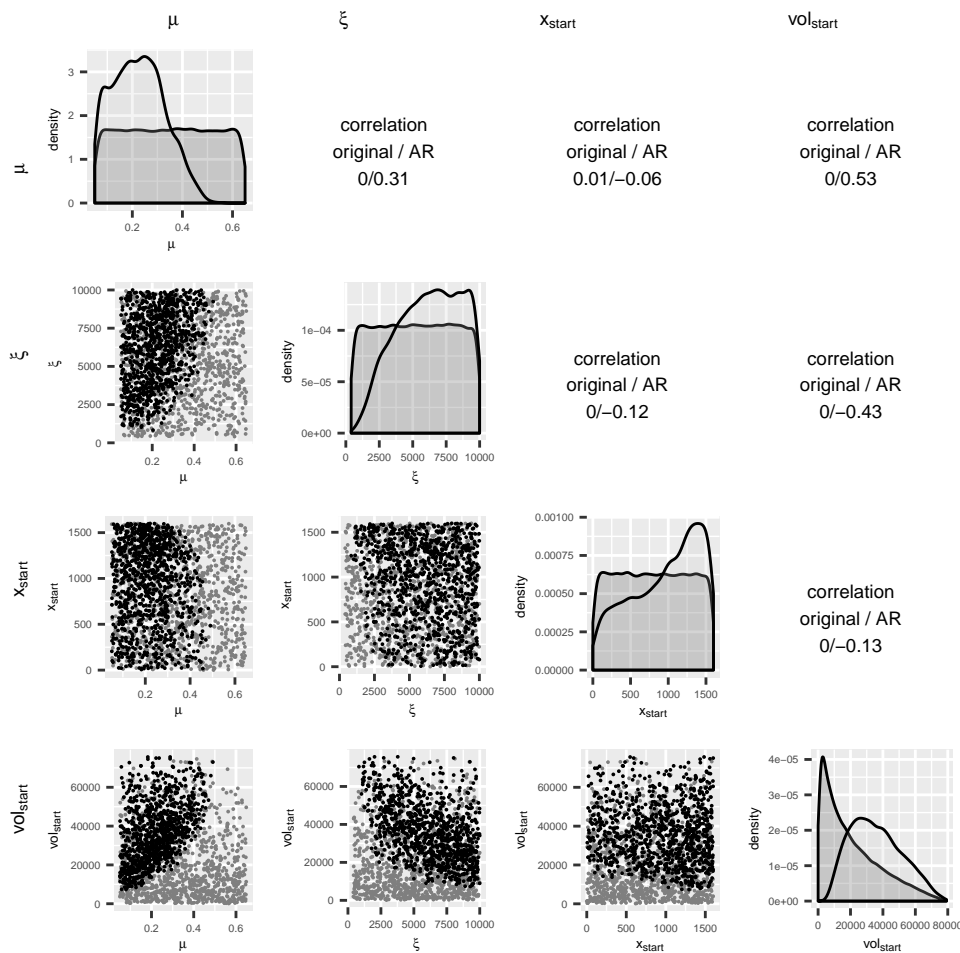 μ
ξ
x_start
vol_start
μ
density
3
2
1
0
0.2 0.4 0.6
μ
correlation
original / AR
0/0.31
correlation
original / AR
0.01/−0.06
correlation
original / AR
0/0.53
ξ
ξ
10000
7500
5000
2500
0
0.2 0.4 0.6
μ
density
1e−04
5e−05
0e+00
0 2500 5000 7500 10000
ξ
correlation
original / AR
0/−0.12
correlation
original / AR
0/−0.43
x_start
x_start
1500
1000
500
0
0.2 0.4 0.6
μ
x_start
1500
1000
500
0
0 2500 5000 7500 10000
ξ
density
0.00100
0.00075
0.00050
0.00025
0.00000
0 500 1000 1500
x_start
correlation
original / AR
0/−0.13
vol_start
vol_start
60000
40000
20000
0
0.2 0.4 0.6
μ
vol_start
60000
40000
20000
0
0 2500 5000 7500 10000
ξ
vol_start
60000
40000
20000
0
0 500 1000 1500
x_start
density
4e−05
3e−05
2e−05
1e−05
0e+00
0 20000 40000 60000 80000
vol_start